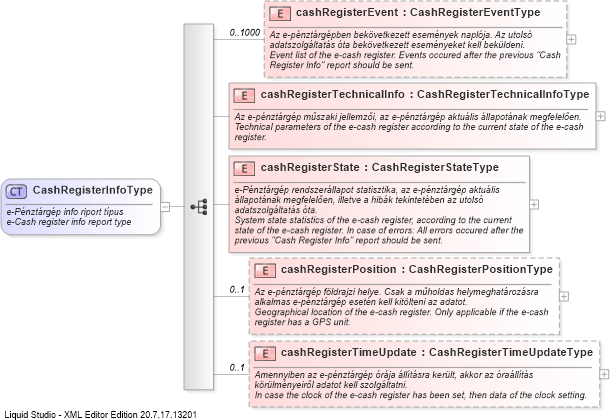 0..1000
E cashRegisterEvent : CashRegisterEventType
Az e-pénztárgépben bekövetkezett események naplója. Az utolsó
adatszolgáltatás óta bekövetkezett eseményeket kell beküldeni.
Event list of the e-cash register. Events occured after the previous "Cash
Register Info" report should be sent.
E cashRegisterTechnicalInfo : CashRegisterTechnicalInfoType
Az e-pénztárgép műszaki jellemzői, az e-pénztárgép aktuális állapotának megfelelően.
Technical parameters of the e-cash register according to the current state of the e-cash
register.
E cashRegisterState : CashRegisterStateType
e-Pénztárgép rendszerállapot statisztika, az e-pénztárgép aktuális
állapotának megfelelően, illetve a hibák tekintetében az utolsó
adatszolgáltatás óta.
System state statistics of the e-cash register, according to the current
state of the e-cash register. In case of errors: All errors occured after the
previous "Cash Register Info" report should be sent.
CT CashRegisterInfoType
e-Pénztárgép info riport típus
e-Cash register info report type
0..1
E cashRegisterPosition : CashRegisterPositionType
Az e-pénztárgép földrajzi helye. Csak a műholdas helymeghatározásra
alkalmas e-pénztárgép esetén kell kitölteni az adatot.
Geographical location of the e-cash register. Only applicable if the e-cash
register has a GPS unit.
0..1
E cashRegisterTimeUpdate : CashRegisterTimeUpdateType
Amennyiben az e-pénztárgép órája állításra került, akkor az óraállítás
körülményeiről adatot kell szolgáltatni.
In case the clock of the e-cash register has been set, then data of the clock setting.
Liquid Studio - XML Editor Edition 20.7.17.13201